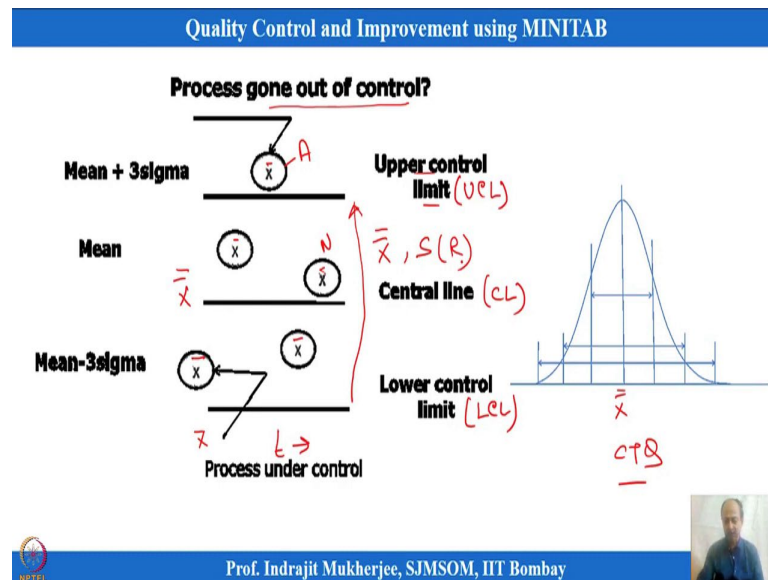 Quality Control and Improvement using MINITAB
Process gone out of control?
x̄ A
Mean + 3sigma
Upper control
limit (UCL)
Mean
x̄
x̄ N
x̿
x̿, S(R)
Central line (CL)
Mean-3sigma
x̄
x̄
Lower control
limit (LCL)
x̿
t →
Process under control
CTQ
NPTEL
Prof. Indrajit Mukherjee, SJMSOM, IIT Bombay